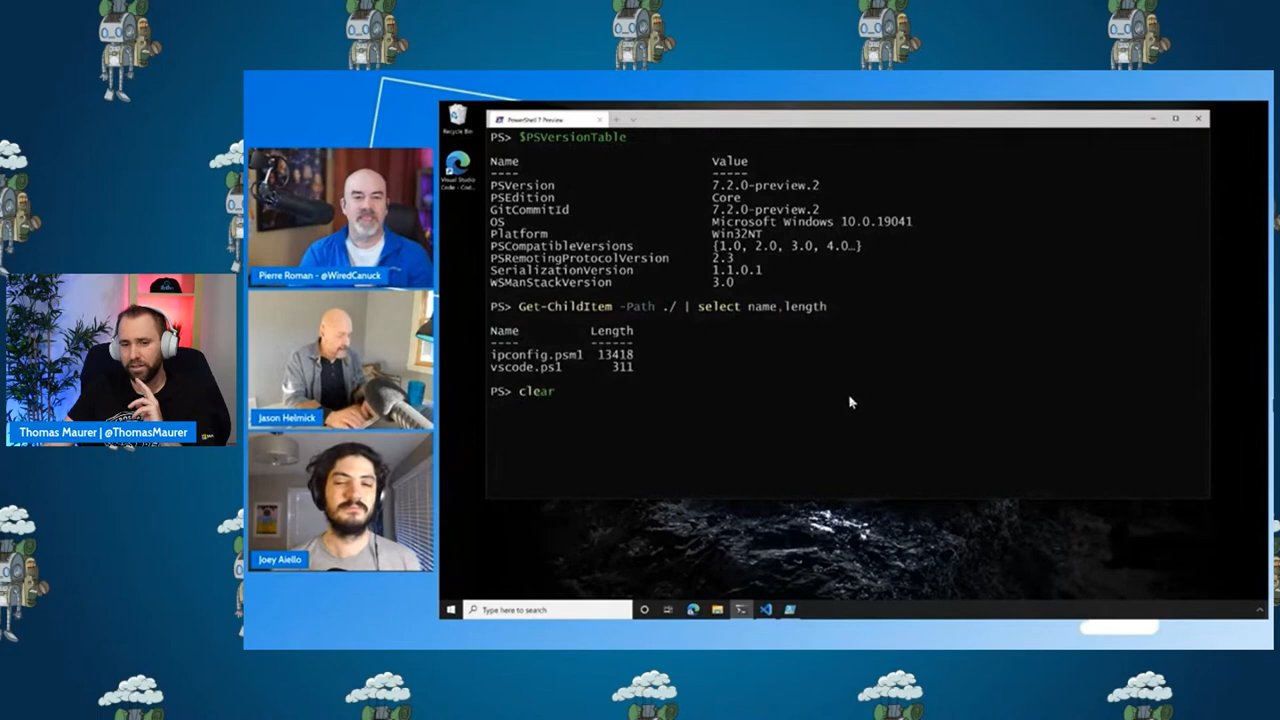 Recycle Bin
PowerShell 7 Preview
PS> $PSVersionTable
Name Value
---- -----
PSVersion 7.2.0-preview.2
PSEdition Core
GitCommitId 7.2.0-preview.2
OS Microsoft Windows 10.0.19041
Platform Win32NT
PSCompatibleVersions {1.0, 2.0, 3.0, 4.0…}
PSRemotingProtocolVersion 2.3
SerializationVersion 1.1.0.1
WSManStackVersion 3.0
PS> Get-ChildItem -Path ./ | select name,length
Name Length
---- ------
ipconfig.psm1 13418
vscode.ps1 311
PS> clear
Visual Studio
Code - Cod...
Pierre Roman - @WiredCanuck
Jason Helmick
Thomas Maurer | @ThomasMaurer
Joey Aiello
Type here to search